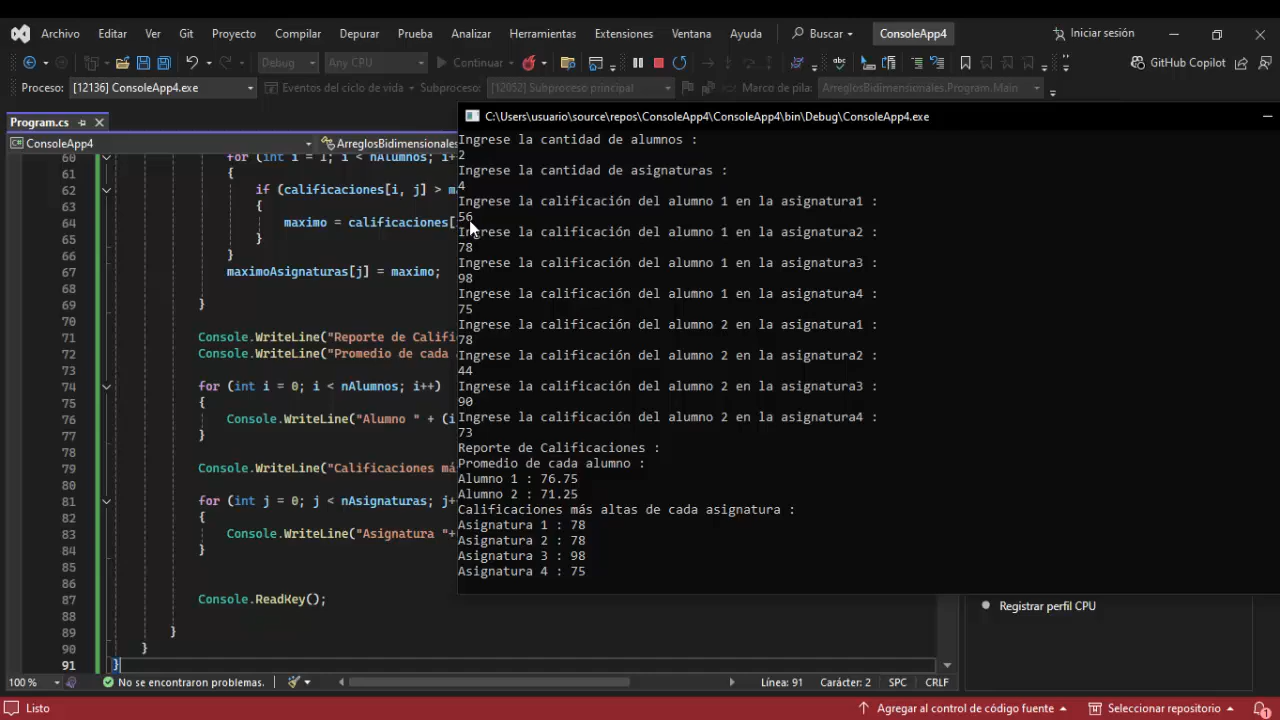 Archivo Editar Ver Git Proyecto Compilar Depurar Prueba Analizar Herramientas Extensiones Ventana Ayuda Buscar ConsoleApp4 Iniciar sesión
Debug Any CPU Continuar GitHub Copilot
Proceso: [12136] ConsoleApp4.exe Eventos del ciclo de vida Subproceso: [12052] Subproceso principal Marco de pila: ArreglosBidimensionales.Program.Main
Program.cs
ConsoleApp4 ArreglosBidimensionales
60 for (int i = 1; i < nAlumnos; i+
61 {
62 if (calificaciones[i, j] > m
63 {
64 maximo = calificaciones[
65 }
66 }
67 maximoAsignaturas[j] = maximo;
68
69 }
70
71 Console.WriteLine("Reporte de Califi
72 Console.WriteLine("Promedio de cada
73
74 for (int i = 0; i < nAlumnos; i++)
75 {
76 Console.WriteLine("Alumno " + (i
77 }
78
79 Console.WriteLine("Calificaciones má
80
81 for (int j = 0; j < nAsignaturas; j+
82 {
83 Console.WriteLine("Asignatura "+
84 }
85
86
87 Console.ReadKey();
88
89 }
90 }
91 }
C:\Users\usuario\source\repos\ConsoleApp4\ConsoleApp4\bin\Debug\ConsoleApp4.exe
Ingrese la cantidad de alumnos :
2
Ingrese la cantidad de asignaturas :
4
Ingrese la calificación del alumno 1 en la asignatura1 :
56
Ingrese la calificación del alumno 1 en la asignatura2 :
78
Ingrese la calificación del alumno 1 en la asignatura3 :
98
Ingrese la calificación del alumno 1 en la asignatura4 :
75
Ingrese la calificación del alumno 2 en la asignatura1 :
78
Ingrese la calificación del alumno 2 en la asignatura2 :
44
Ingrese la calificación del alumno 2 en la asignatura3 :
90
Ingrese la calificación del alumno 2 en la asignatura4 :
73
Reporte de Calificaciones :
Promedio de cada alumno :
Alumno 1 : 76.75
Alumno 2 : 71.25
Calificaciones más altas de cada asignatura :
Asignatura 1 : 78
Asignatura 2 : 78
Asignatura 3 : 98
Asignatura 4 : 75
Registrar perfil CPU
100 % No se encontraron problemas. Línea: 91 Carácter: 2 SPC CRLF
Listo Agregar al control de código fuente Seleccionar repositorio 1